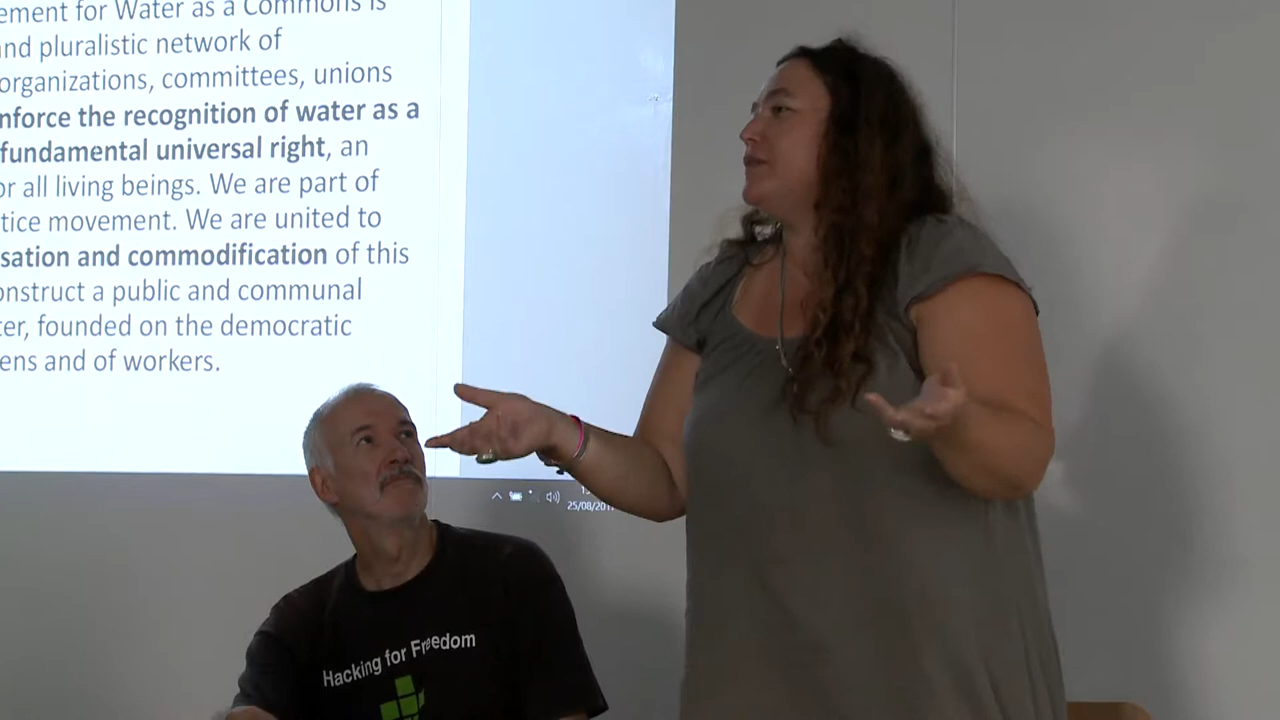 ement for Water as a Commons is
and pluralistic network of
organizations, committees, unions
nforce the recognition of water as a
fundamental universal right, an
or all living beings. We are part of
tice movement. We are united to
sation and commodification of this
onstruct a public and communal
ter, founded on the democratic
ens and of workers.
25/08/201
Hacking for Freedom